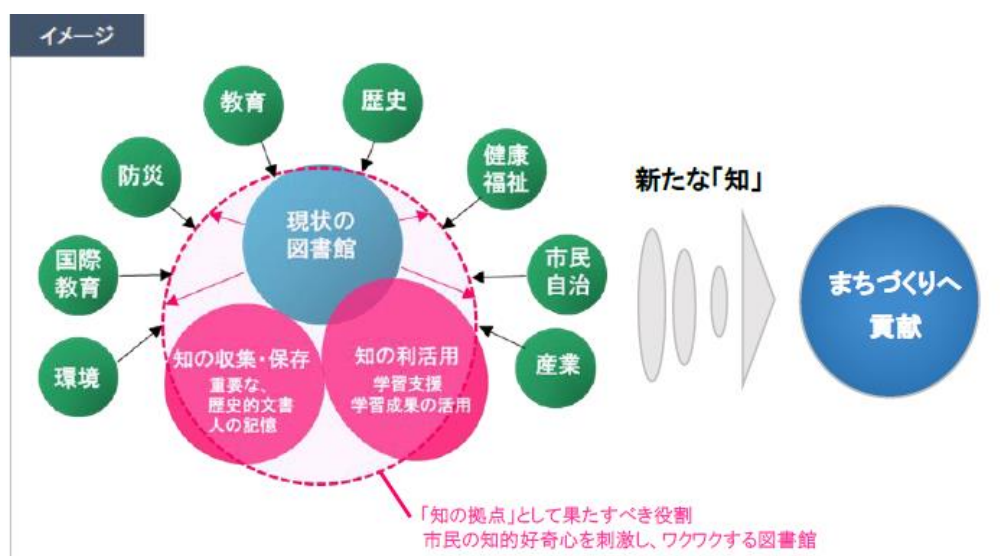 イメージ
教育
歴史
防災
健康
福祉
国際
教育
市民
自治
環境
産業
現状の
図書館
知の収集・保存
重要な、
歴史的文書
人の記憶
知の利活用
学習支援
学習成果の活用
新たな「知」
まちづくりへ
貢献
「知の拠点」として果たすべき役割
市民の知的好奇心を刺激し、ワクワクする図書館